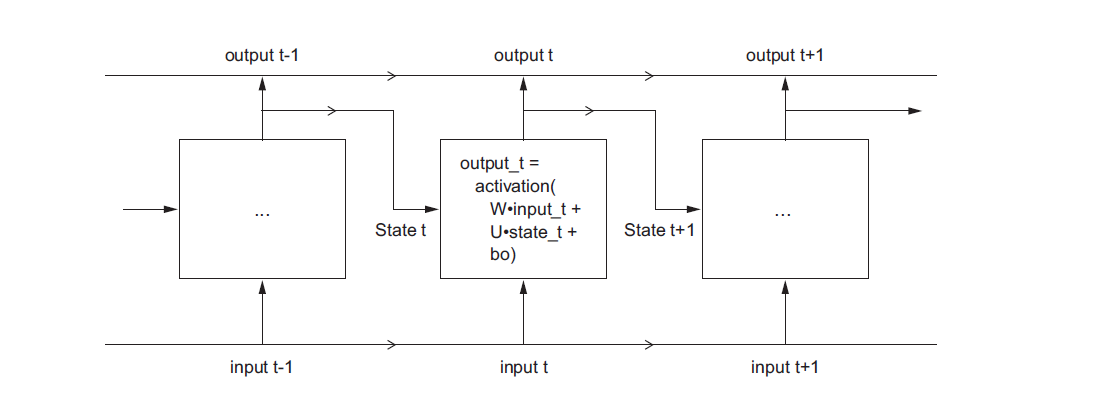 output t-1
output t
output t+1
...
output_t =
activation(
W•input_t +
U•state_t +
bo)
...
State t
State t+1
input t-1
input t
input t+1